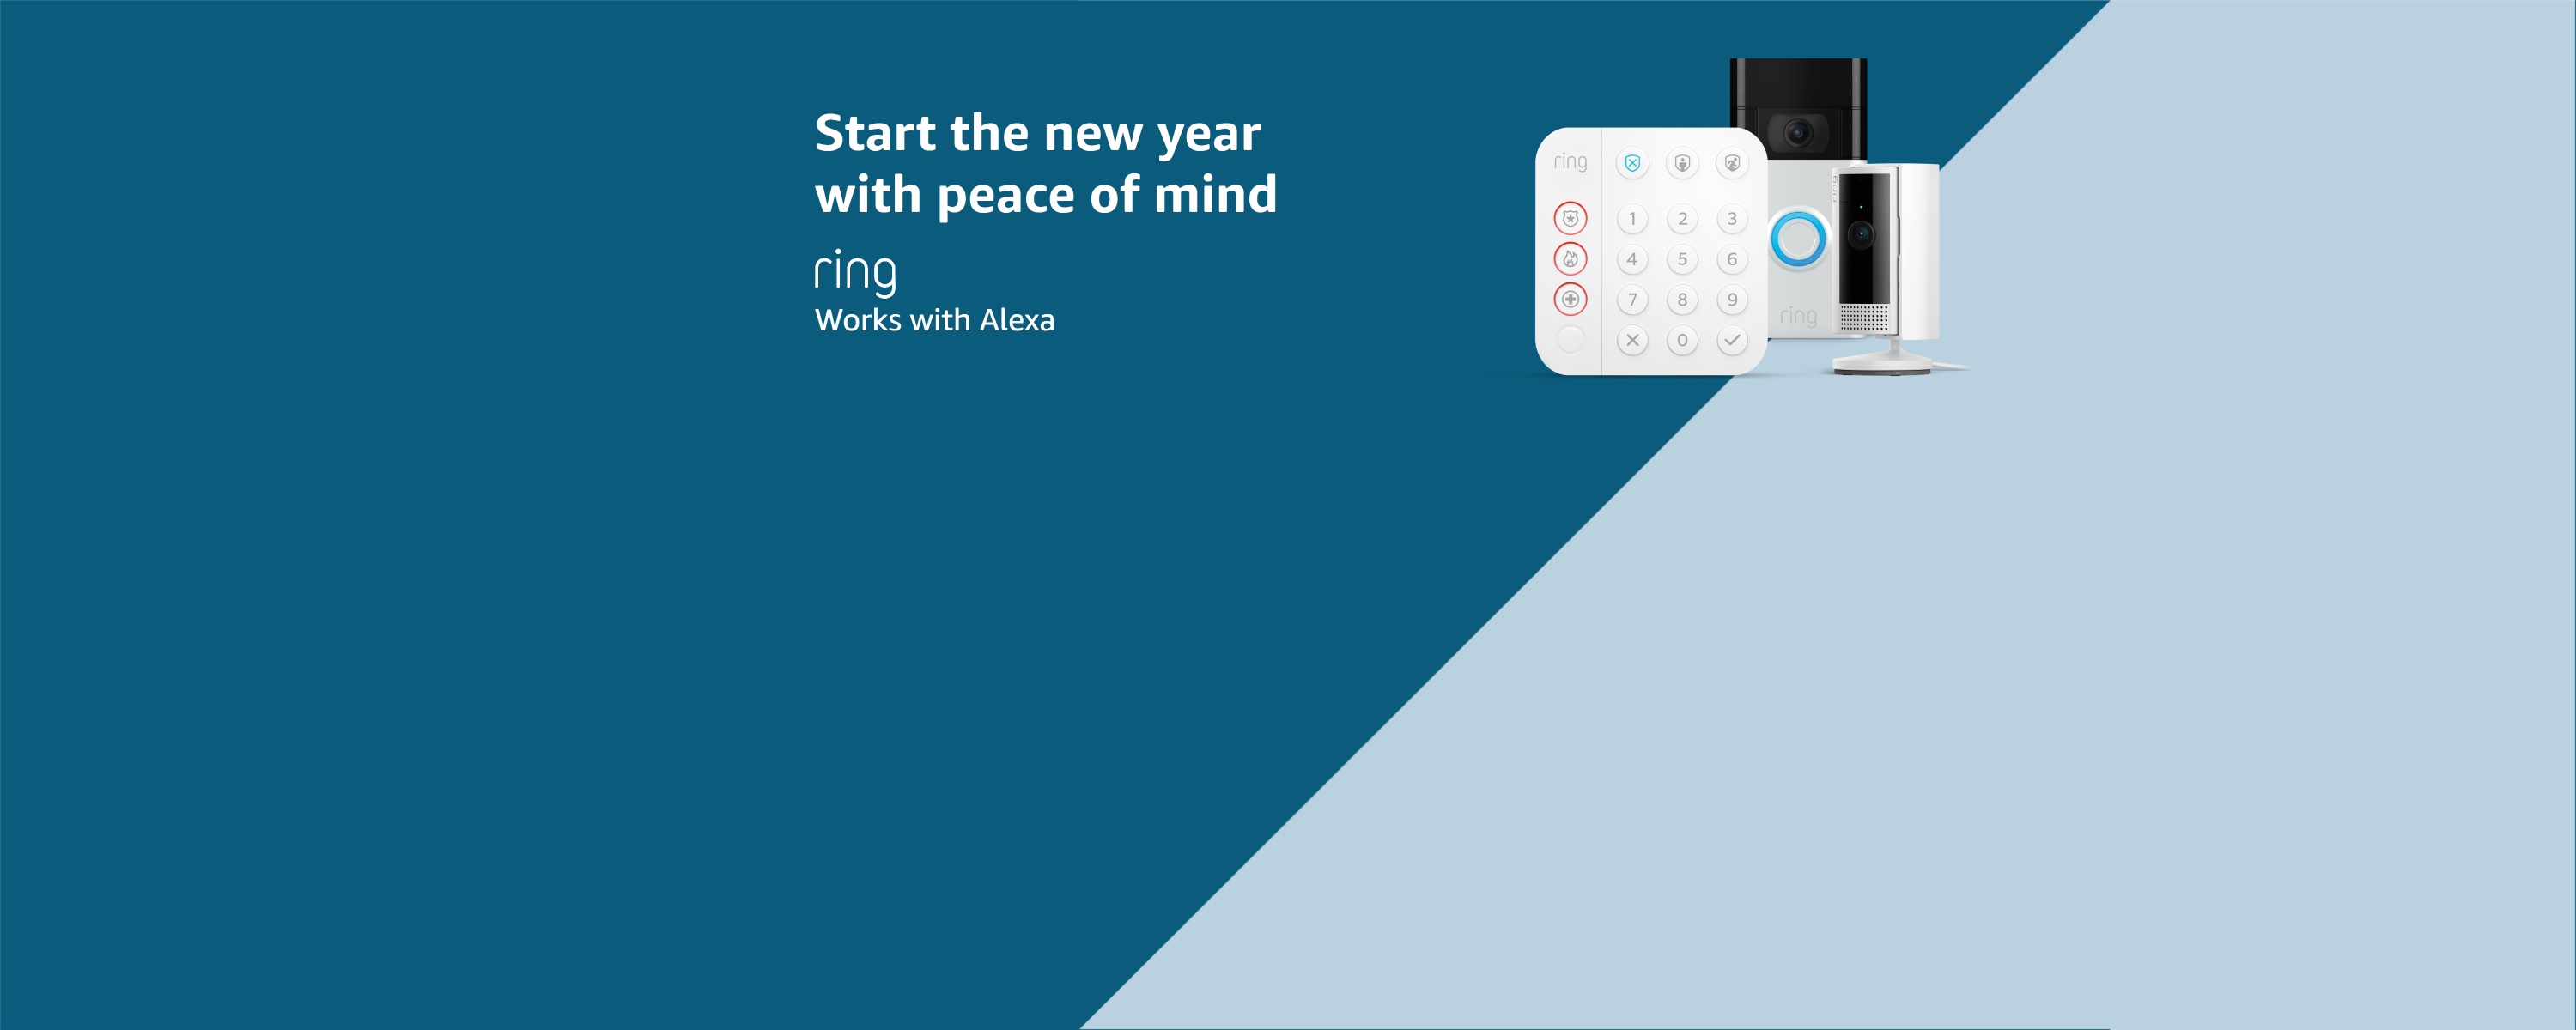 Start the new year
with peace of mind
ring
Works with Alexa
ring
1 2 3
4 5 6
7 8 9
0
ring